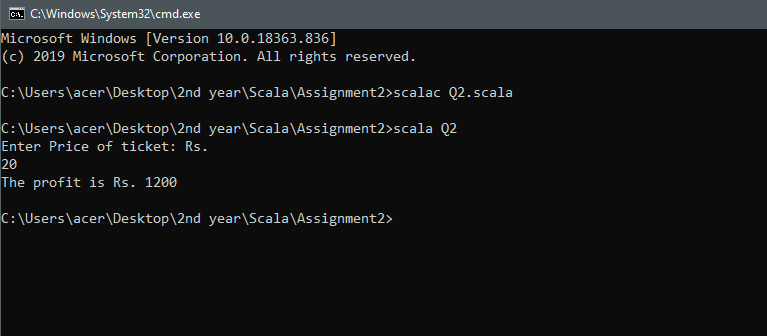 C:\Windows\System32\cmd.exe
Microsoft Windows [Version 10.0.18363.836]
(c) 2019 Microsoft Corporation. All rights reserved.
C:\Users\acer\Desktop\2nd year\Scala\Assignment2>scalac Q2.scala
C:\Users\acer\Desktop\2nd year\Scala\Assignment2>scala Q2
Enter Price of ticket: Rs.
20
The profit is Rs. 1200
C:\Users\acer\Desktop\2nd year\Scala\Assignment2>